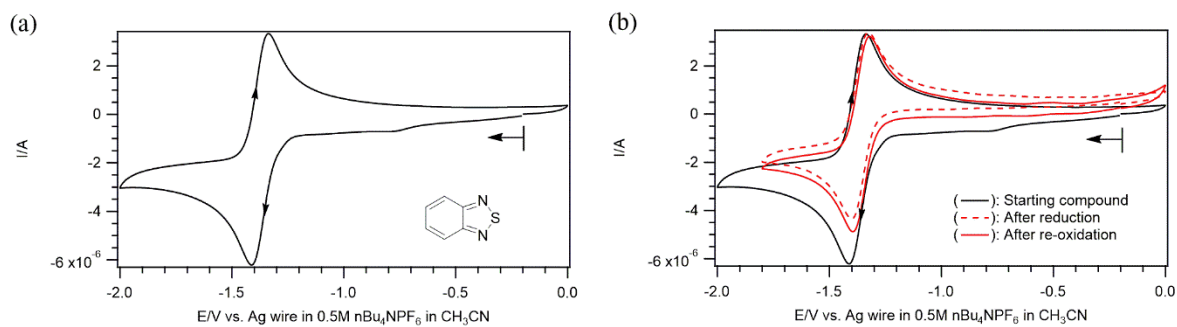 (a)
2
0
-2
-4
-6 x10⁻⁶
I/A
-2.0
-1.5
-1.0
-0.5
0.0
E/V vs. Ag wire in 0.5M nBu₄NPF₆ in CH₃CN
N
S
N
(b)
2
0
-2
-4
-6 x10⁻⁶
I/A
(—): Starting compound
(---): After reduction
(—): After re-oxidation
-2.0
-1.5
-1.0
-0.5
0.0
E/V vs. Ag wire in 0.5M nBu₄NPF₆ in CH₃CN